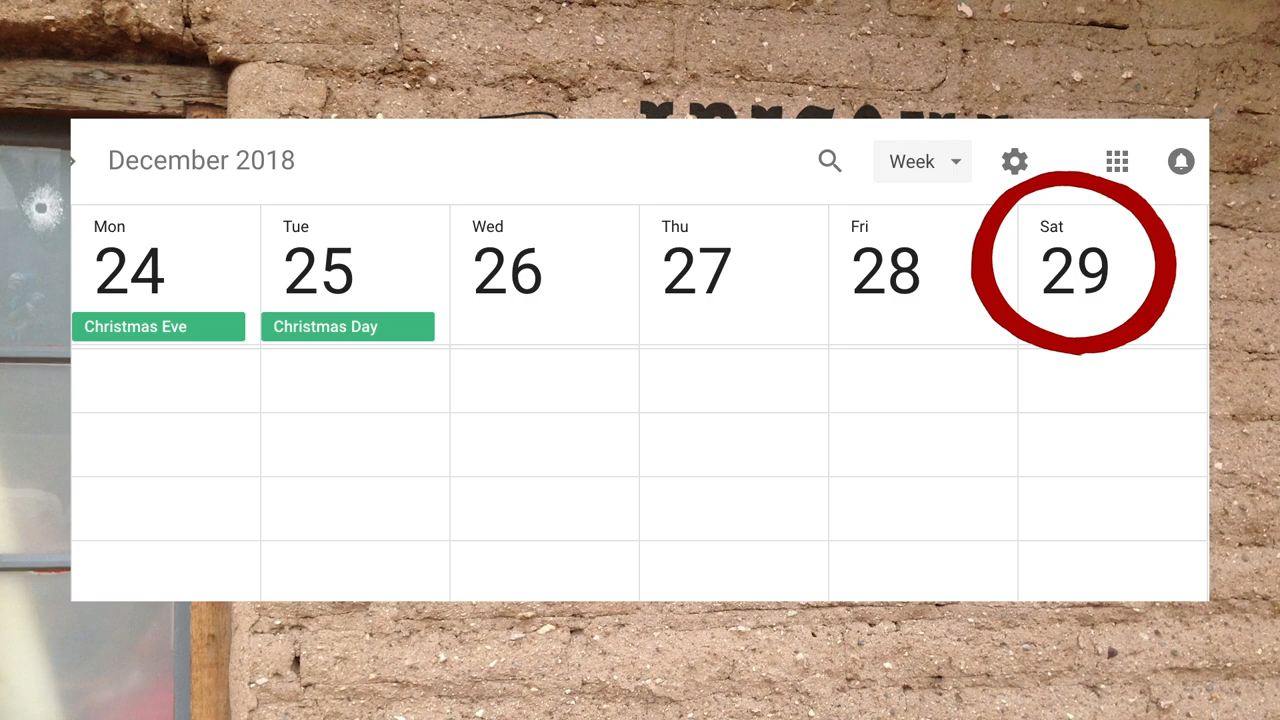 December 2018
Week
Mon
Tue
Wed
Thu
Fri
Sat
24
25
26
27
28
29
Christmas Eve
Christmas Day